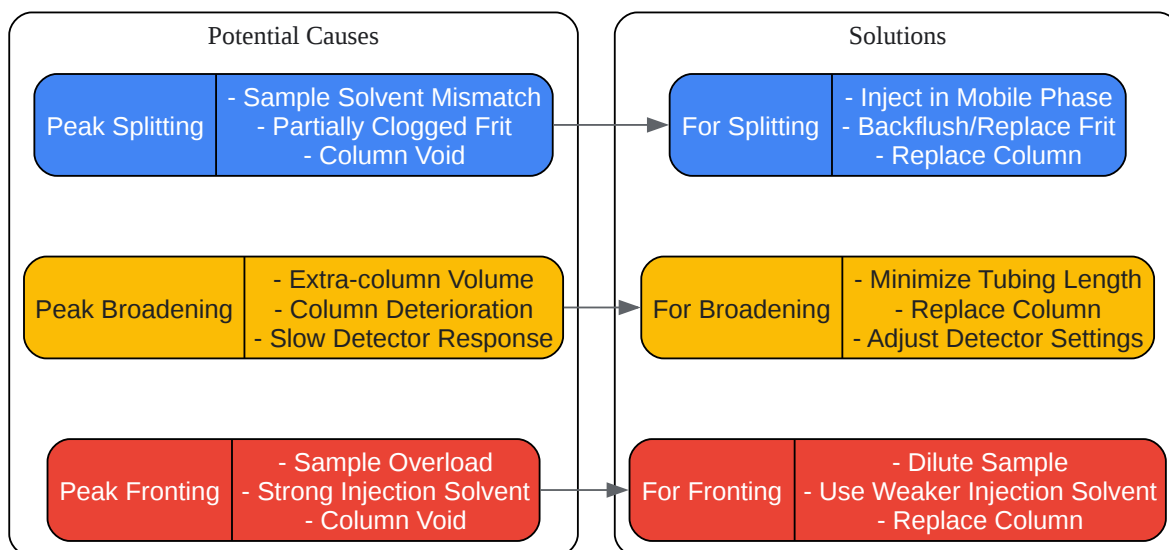 Potential Causes
Peak Splitting
- Sample Solvent Mismatch
- Partially Clogged Frit
- Column Void
Peak Broadening
- Extra-column Volume
- Column Deterioration
- Slow Detector Response
Peak Fronting
- Sample Overload
- Strong Injection Solvent
- Column Void
Solutions
For Splitting
- Inject in Mobile Phase
- Backflush/Replace Frit
- Replace Column
For Broadening
- Minimize Tubing Length
- Replace Column
- Adjust Detector Settings
For Fronting
- Dilute Sample
- Use Weaker Injection Solvent
- Replace Column